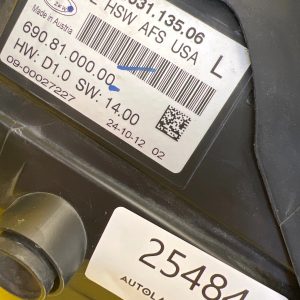 031.135.06
HSW AFS USA L
Made in Austria
690.81.000.00
HW: D1.0 SW: 14.00
09-00027227
24-10-12 02
25484